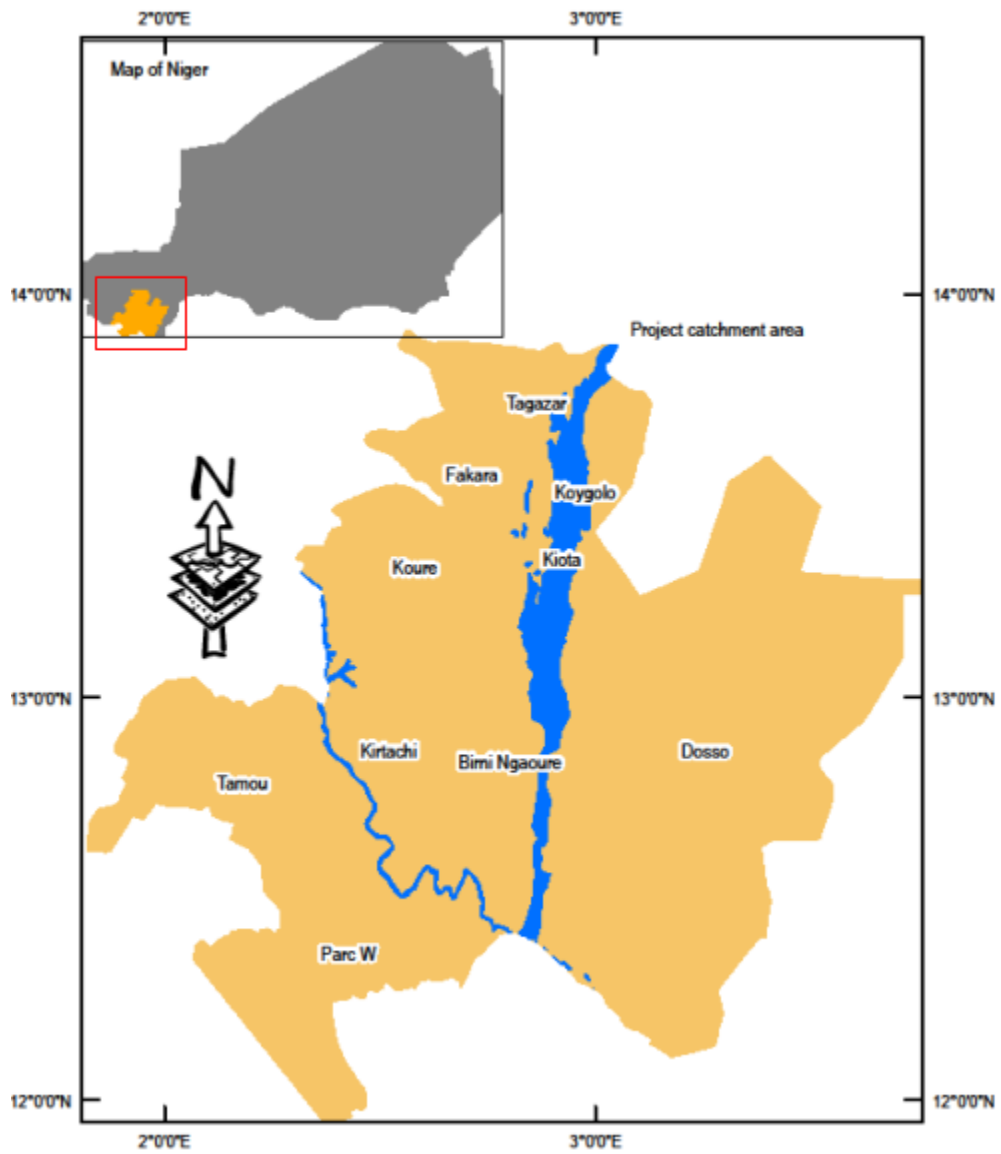 2°0'0"E
3°0'0"E
Map of Niger
14°0'0"N
14°0'0"N
Project catchment area
Tagazar
N
Fakara
Koygolo
Kiota
Koure
13°0'0"N
13°0'0"N
Kirtachi
Birni Ngaoure
Dosso
Tamou
Parc W
12°0'0"N
12°0'0"N
2°0'0"E
3°0'0"E